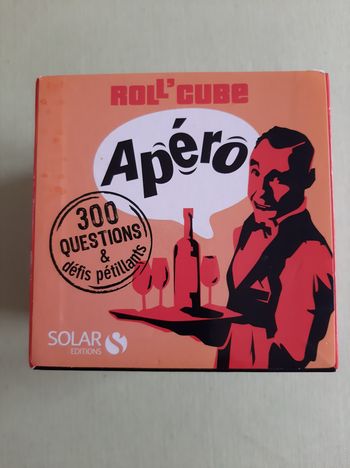 ROLL'CUBE
Apéro
300
QUESTIONS
&
défis pétillants
SOLAR
EDITIONS